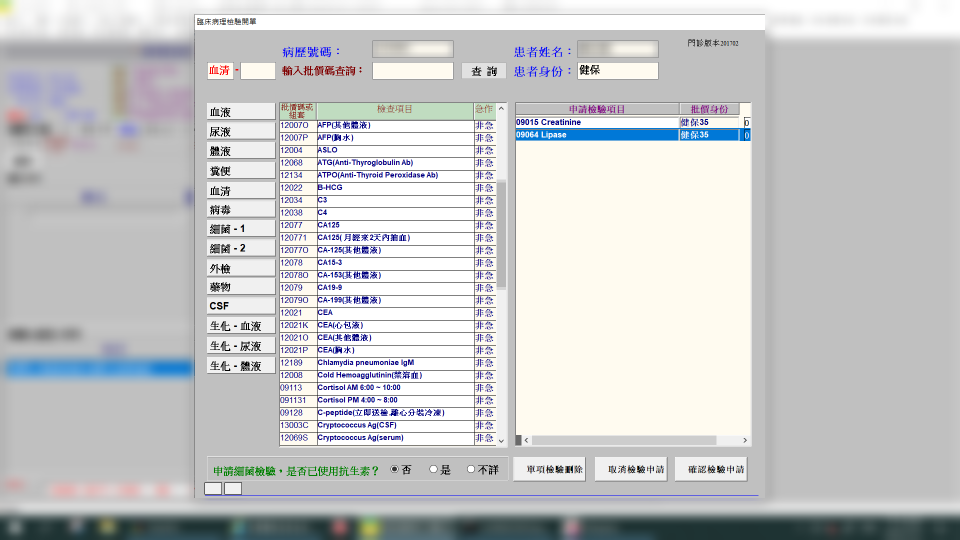 臨床病理檢驗開單
病歷號碼：
患者姓名：
門診版本201702
血清 -
輸入批價碼查詢：
查 詢
患者身份：
健保
血液
尿液
體液
糞便
血清
病毒
細菌 - 1
細菌 - 2
外檢
藥物
CSF
生化 - 血液
生化 - 尿液
生化 - 體液
批價碼或組套 檢查項目 急作
12007O AFP(其他體液) 非急
12007P AFP(胸水) 非急
12004 ASLO 非急
12068 ATG(Anti-Thyroglobulin Ab) 非急
12134 ATPO(Anti-Thyroid Peroxidase Ab) 非急
12022 B-HCG 非急
12034 C3 非急
12038 C4 非急
12077 CA125 非急
120771 CA125( 月經來2天內抽血) 非急
12077O CA-125(其他體液) 非急
12078 CA15-3 非急
12078O CA-153(其他體液) 非急
12079 CA19-9 非急
12079O CA-199(其他體液) 非急
12021 CEA 非急
12021K CEA(心包液) 非急
12021O CEA(其他體液) 非急
12021P CEA(胸水) 非急
12189 Chlamydia pneumoniae IgM 非急
12008 Cold Hemoagglutinin(禁溶血) 非急
09113 Cortisol AM 6:00 ~ 10:00 非急
091131 Cortisol PM 4:00 ~ 8:00 非急
09128 C-peptide(立即送檢,離心分裝冷凍) 非急
13003C Cryptococcus Ag(CSF) 非急
12069S Cryptococcus Ag(serum) 非急
申請檢驗項目 批價身份
09015 Creatinine 健保35 0
09064 Lipase 健保35 0
申請細菌檢驗，是否已使用抗生素？ 否 是 不詳
單項檢驗刪除
取消檢驗申請
確認檢驗申請